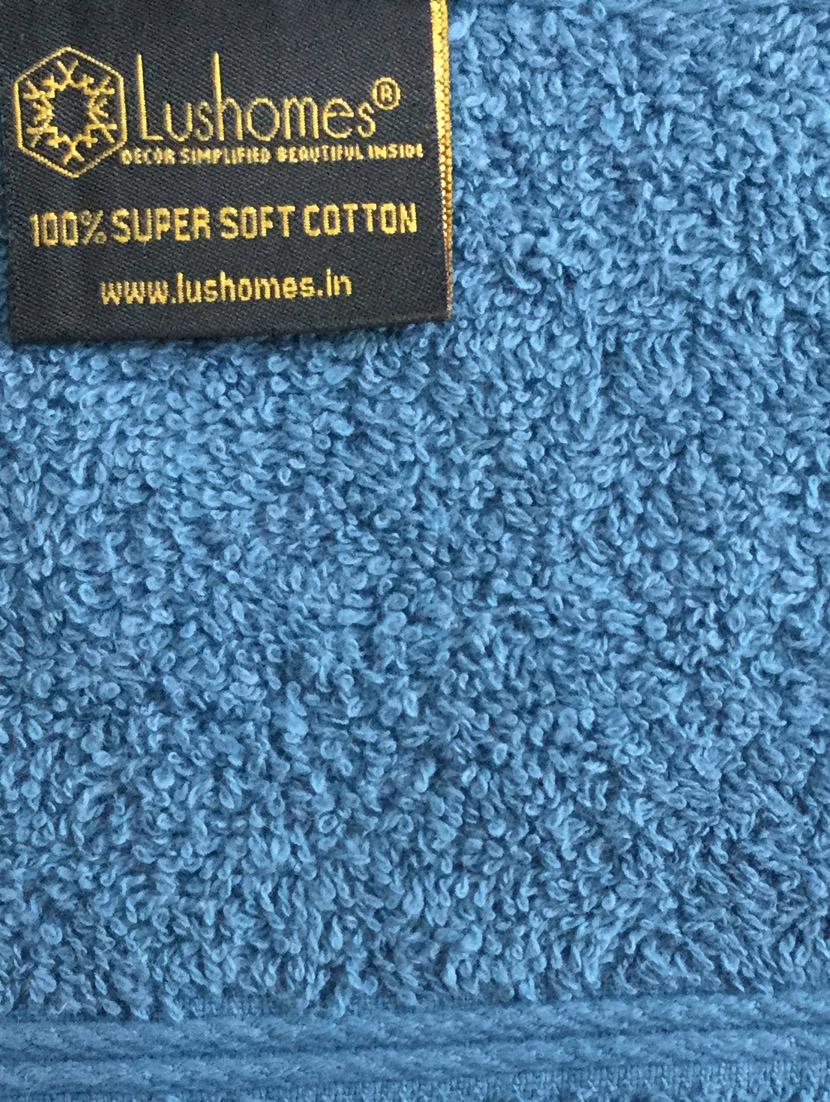 Lushomes®
DECOR SIMPLIFIED BEAUTIFUL INSIDE
100% SUPER SOFT COTTON
www.lushomes.in